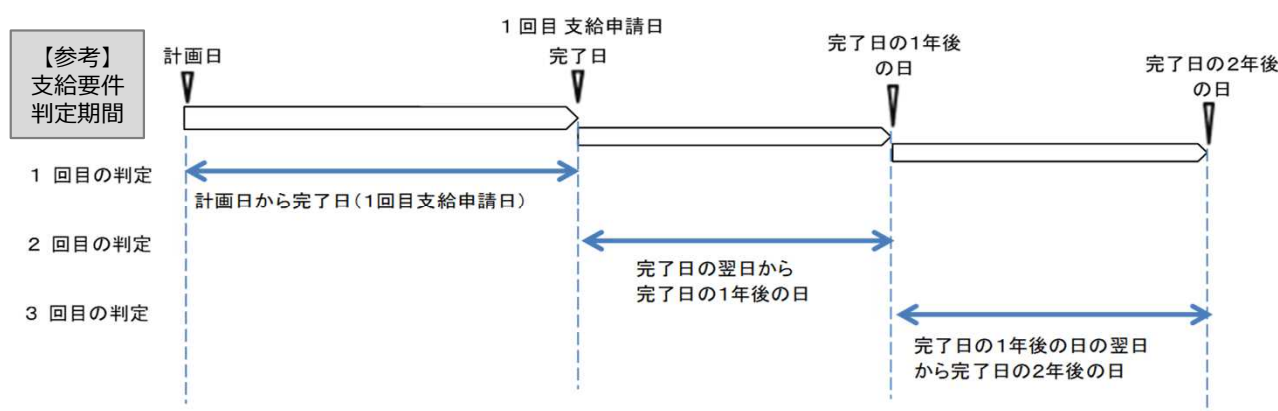 【参考】
支給要件
判定期間
計画日
1回目 支給申請日
完了日
完了日の1年後
の日
完了日の2年後
の日
1 回目の判定
計画日から完了日（1回目支給申請日）
2 回目の判定
完了日の翌日から
完了日の1年後の日
3 回目の判定
完了日の1年後の日の翌日
から完了日の2年後の日